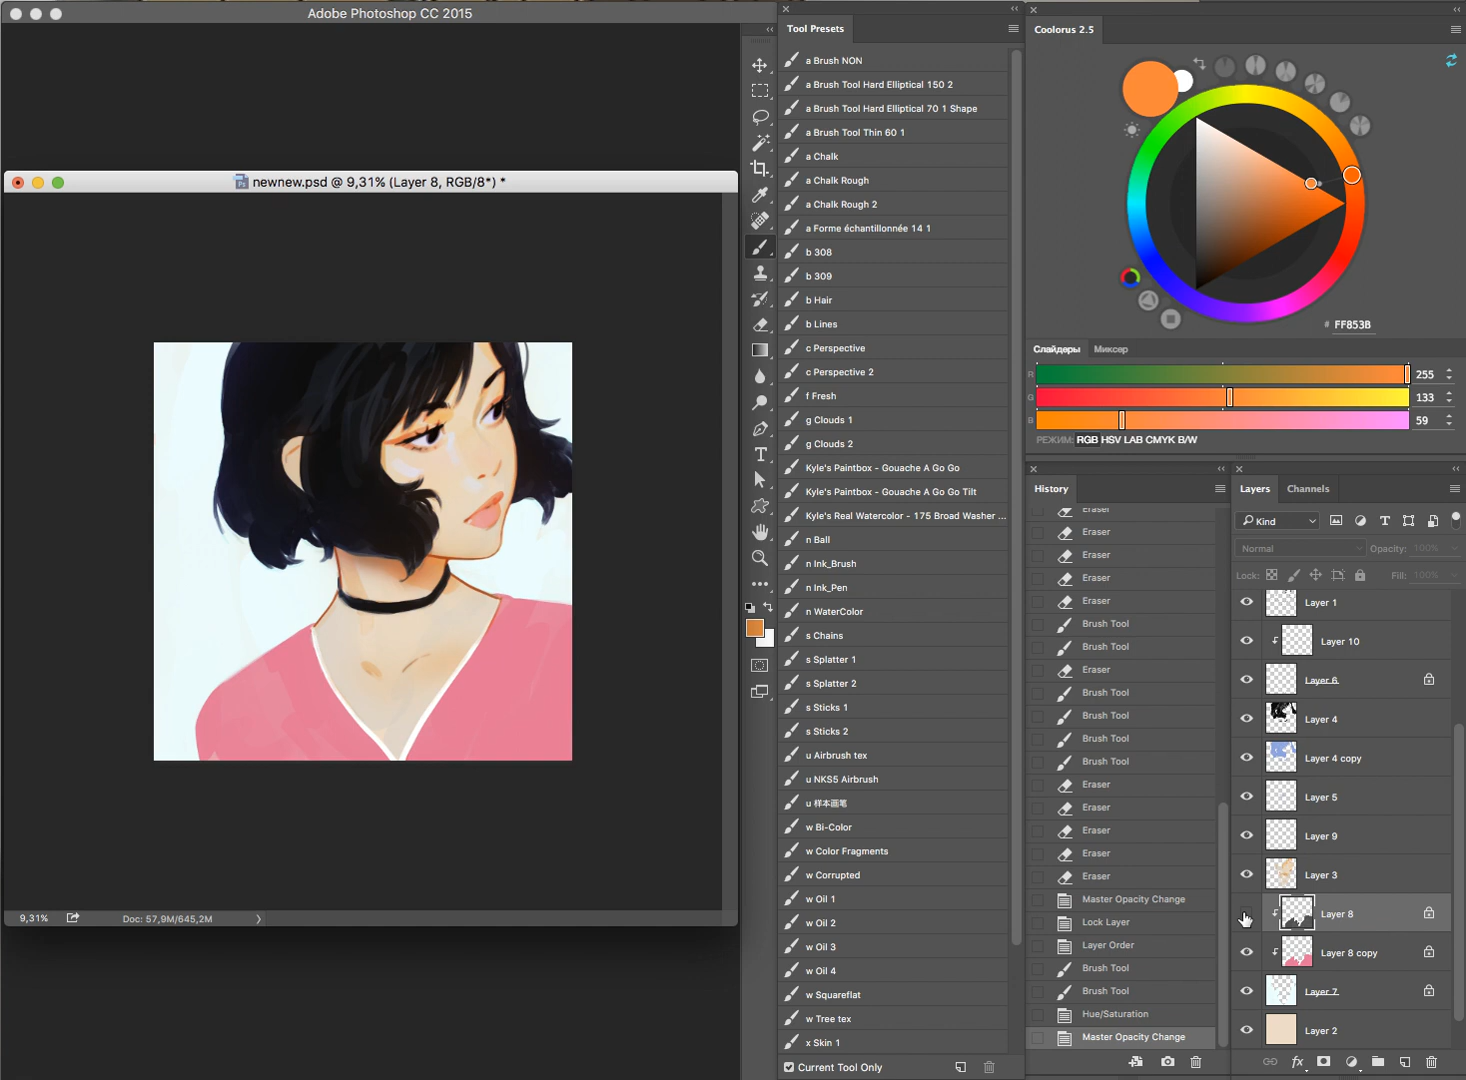 Adobe Photoshop CC 2015
newnew.psd @ 9,31% (Layer 8, RGB/8*) *
9,31%
Doc: 57,9M/645,2M
Tool Presets
a Brush NON
a Brush Tool Hard Elliptical 150 2
a Brush Tool Hard Elliptical 70 1 Shape
a Brush Tool Thin 60 1
a Chalk
a Chalk Rough
a Chalk Rough 2
a Forme échantillonnée 14 1
b 308
b 309
b Hair
b Lines
c Perspective
c Perspective 2
f Fresh
g Clouds 1
g Clouds 2
Kyle's Paintbox - Gouache A Go Go
Kyle's Paintbox - Gouache A Go Go Tilt
Kyle's Real Watercolor - 175 Broad Washer ...
n Ball
n Ink_Brush
n Ink_Pen
n WaterColor
s Chains
s Splatter 1
s Splatter 2
s Sticks 1
s Sticks 2
u Airbrush tex
u NKS5 Airbrush
u 样本画笔
w Bi-Color
w Color Fragments
w Corrupted
w Oil 1
w Oil 2
w Oil 3
w Oil 4
w Squareflat
w Tree tex
x Skin 1
Current Tool Only
Coolorus 2.5
# FF853B
Слайдеры Миксер
R 255
G 133
B 59
РЕЖИМ: RGB HSV LAB CMYK B/W
History
Eraser
Eraser
Eraser
Eraser
Eraser
Brush Tool
Brush Tool
Eraser
Brush Tool
Brush Tool
Brush Tool
Brush Tool
Eraser
Eraser
Eraser
Eraser
Eraser
Master Opacity Change
Lock Layer
Layer Order
Brush Tool
Brush Tool
Hue/Saturation
Master Opacity Change
Layers Channels
Kind
Normal Opacity: 100%
Lock: Fill: 100%
Layer 1
Layer 10
Layer 6
Layer 4
Layer 4 copy
Layer 5
Layer 9
Layer 3
Layer 8
Layer 8 copy
Layer 7
Layer 2
fx